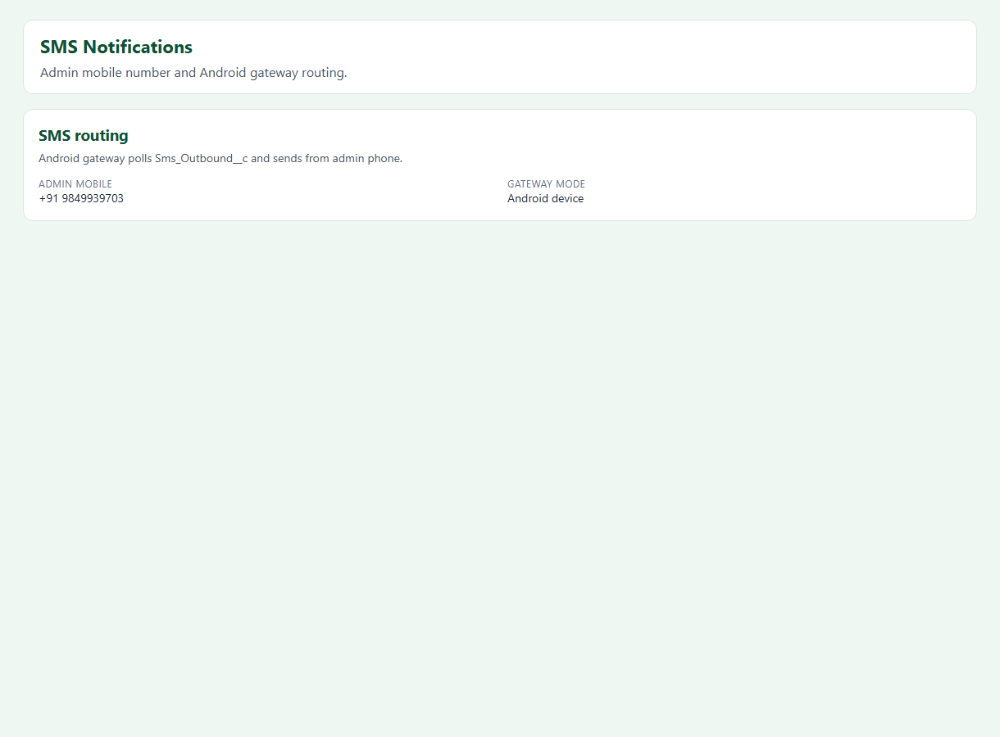 SMS Notifications
Admin mobile number and Android gateway routing.
SMS routing
Android gateway polls Sms_Outbound__c and sends from admin phone.
ADMIN MOBILE
+91 9849939703
GATEWAY MODE
Android device